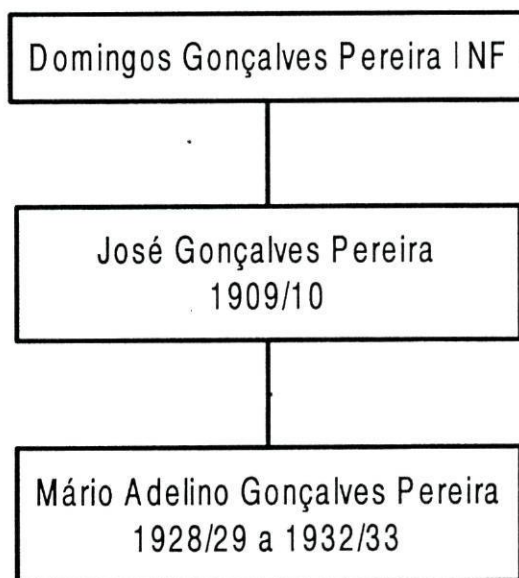 Domingos Gonçalves Pereira I NF
José Gonçalves Pereira
1909/10
Mário Adelino Gonçalves Pereira
1928/29 a 1932/33